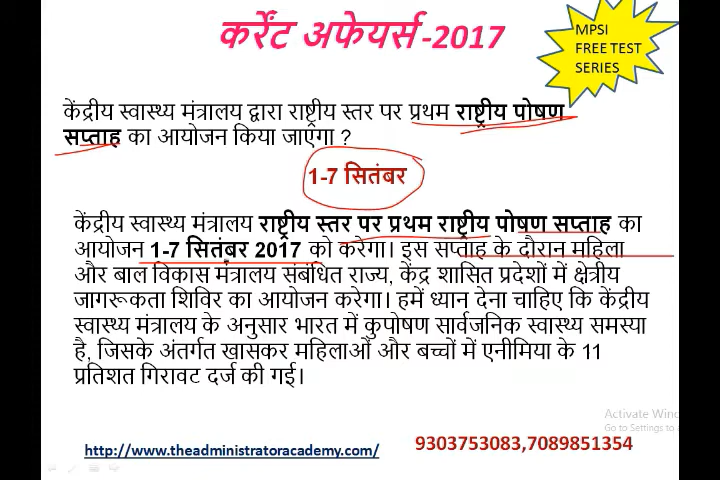 करेंट अफेयर्स-2017
MPSI
FREE TEST
SERIES
केंद्रीय स्वास्थ्य मंत्रालय द्वारा राष्ट्रीय स्तर पर प्रथम राष्ट्रीय पोषण
सप्ताह का आयोजन किया जाएगा ?
1-7 सितंबर
केंद्रीय स्वास्थ्य मंत्रालय राष्ट्रीय स्तर पर प्रथम राष्ट्रीय पोषण सप्ताह का
आयोजन 1-7 सितंबर 2017 को करेगा। इस सप्ताह के दौरान महिला
और बाल विकास मंत्रालय संबंधित राज्य, केंद्र शासित प्रदेशों में क्षेत्रीय
जागरूकता शिविर का आयोजन करेगा। हमें ध्यान देना चाहिए कि केंद्रीय
स्वास्थ्य मंत्रालय के अनुसार भारत में कुपोषण सार्वजनिक स्वास्थ्य समस्या
है, जिसके अंतर्गत खासकर महिलाओं और बच्चों में एनीमिया के 11
प्रतिशत गिरावट दर्ज की गई।
Activate Wind
Go to Settings to
http://www.theadministratoracademy.com/
9303753083,7089851354